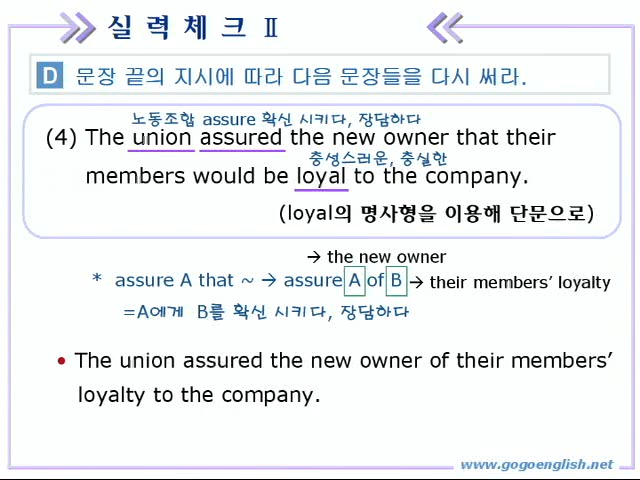 실 력 체 크 Ⅱ
D 문장 끝의 지시에 따라 다음 문장들을 다시 써라.
노동조합 assure 확신 시키다, 장담하다
(4) The union assured the new owner that their
충성스러운, 충실한
members would be loyal to the company.
(loyal의 명사형을 이용해 단문으로)
→ the new owner
* assure A that ~ → assure A of B → their members’ loyalty
=A에게 B를 확신 시키다, 장담하다
• The union assured the new owner of their members’
loyalty to the company.
www.gogoenglish.net